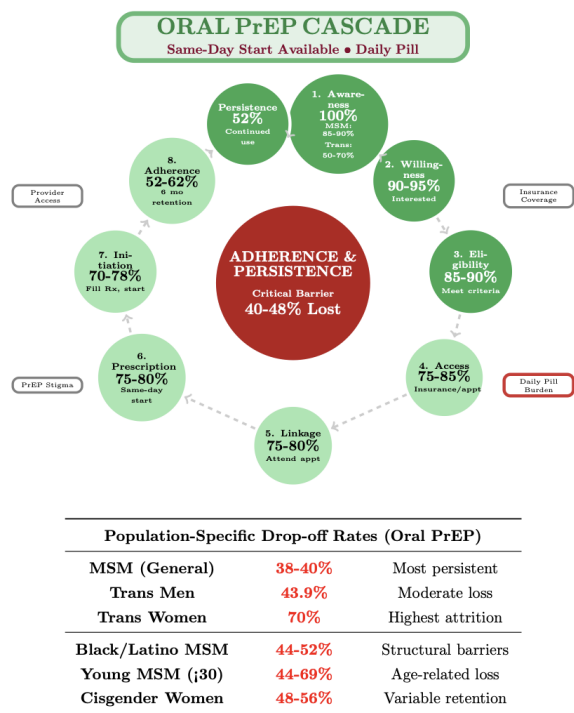 ORAL PrEP CASCADE
Same-Day Start Available ● Daily Pill
1. Aware-
ness
100%
MSM:
85-90%
Trans:
50-70%
2. Willing-
ness
90-95%
Interested
3. Eli-
gibility
85-90%
Meet criteria
4. Access
75-85%
Insurance/appt
5. Linkage
75-80%
Attend appt
6.
Prescription
75-80%
Same-day
start
7. Ini-
tiation
70-78%
Fill Rx, start
8.
Adherence
52-62%
6 mo
retention
Persistence
52%
Continued
use
ADHERENCE &
PERSISTENCE
Critical Barrier
40-48% Lost
Provider
Access
Insurance
Coverage
PrEP Stigma
Daily Pill
Burden
Population-Specific Drop-off Rates (Oral PrEP)
MSM (General) 38-40% Most persistent
Trans Men 43.9% Moderate loss
Trans Women 70% Highest attrition
Black/Latino MSM 44-52% Structural barriers
Young MSM (¡30) 44-69% Age-related loss
Cisgender Women 48-56% Variable retention